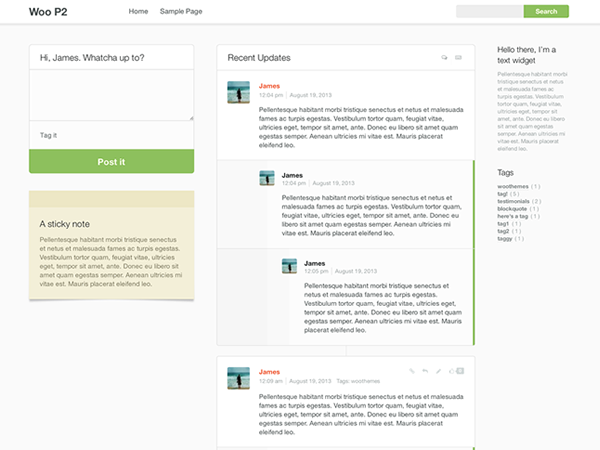 Woo P2
Home
Sample Page
Search
Hi, James. Whatcha up to?
Tag it
Post it
A sticky note
Pellentesque habitant morbi tristique senectus
et netus et malesuada fames ac turpis egestas.
Vestibulum tortor quam, feugiat vitae, ultricies
eget, tempor sit amet, ante. Donec eu libero sit
amet quam egestas semper. Aenean ultricies mi
vitae est. Mauris placerat eleifend leo.
Recent Updates
James
12:04 pm | August 19, 2013
Pellentesque habitant morbi tristique senectus et netus et malesuada
fames ac turpis egestas. Vestibulum tortor quam, feugiat vitae,
ultricies eget, tempor sit amet, ante. Donec eu libero sit amet quam
egestas semper. Aenean ultricies mi vitae est. Mauris placerat
eleifend leo.
James
12:04 pm | August 19, 2013
Pellentesque habitant morbi tristique senectus et netus et
malesuada fames ac turpis egestas. Vestibulum tortor quam,
feugiat vitae, ultricies eget, tempor sit amet, ante. Donec eu
libero sit amet quam egestas semper. Aenean ultricies mi
vitae est. Mauris placerat eleifend leo.
James
12:05 pm | August 19, 2013
Pellentesque habitant morbi tristique senectus et
netus et malesuada fames ac turpis egestas.
Vestibulum tortor quam, feugiat vitae, ultricies eget,
tempor sit amet, ante. Donec eu libero sit amet quam
egestas semper. Aenean ultricies mi vitae est. Mauris
placerat eleifend leo.
James
12:09 am | August 19, 2013 Tags: woothemes
0
Pellentesque habitant morbi tristique senectus et netus et malesuada
fames ac turpis egestas. Vestibulum tortor quam, feugiat vitae,
ultricies eget, tempor sit amet, ante. Donec eu libero sit amet quam
egestas semper. Aenean ultricies mi vitae est. Mauris placerat
eleifend leo.
Hello there, I'm a
text widget
Pellentesque habitant morbi
tristique senectus et netus et
malesuada fames ac turpis
egestas. Vestibulum tortor
quam, feugiat vitae, ultricies
eget, tempor sit amet, ante.
Donec eu libero sit amet
quam egestas semper.
Aenean ultricies mi vitae est.
Mauris placerat eleifend leo.
Tags
woothemes ( 1 )
tag! ( 5 )
testimonials ( 2 )
blockquote ( 1 )
here's a tag ( 1 )
tag1 ( 1 )
tag2 ( 1 )
taggy ( 1 )